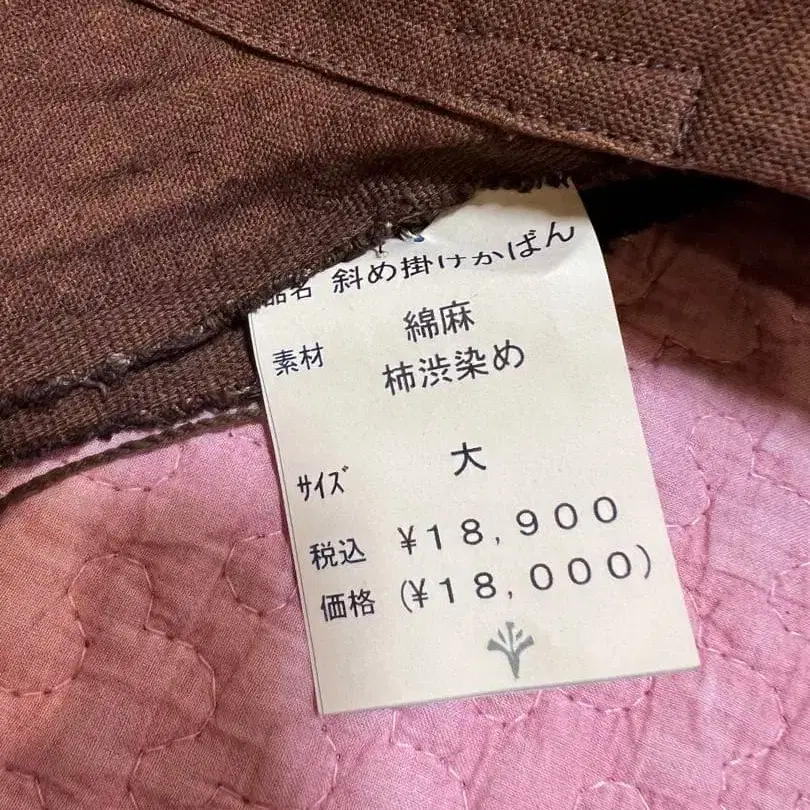 品名 斜め掛けかばん
素材 綿麻
柿渋染め
ｻｲｽﾞ 大
税込 ¥18,900
価格 (¥18,000)